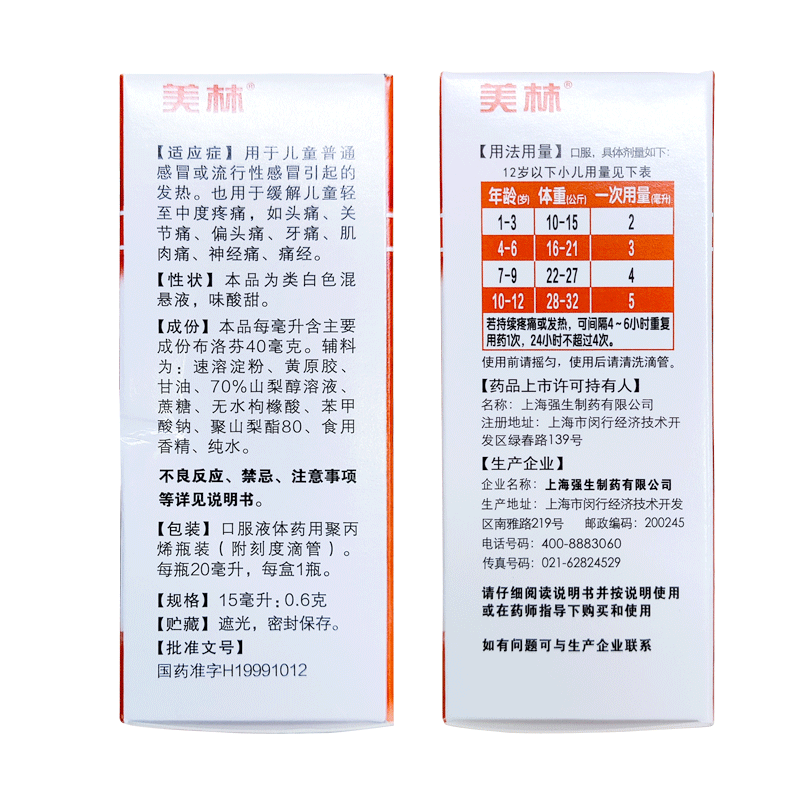 美林®
【适应症】用于儿童普通
感冒或流行性感冒引起的
发热。也用于缓解儿童轻
至中度疼痛，如头痛、关
节痛、偏头痛、牙痛、肌
肉痛、神经痛、痛经。
【性状】本品为类白色混
悬液，味酸甜。
【成份】本品每毫升含主要
成份布洛芬40毫克。辅料
为：速溶淀粉、黄原胶、
甘油、70%山梨醇溶液、
蔗糖、无水枸橼酸、苯甲
酸钠、聚山梨酯80、食用
香精、纯水。
不良反应、禁忌、注意事项
等详见说明书。
【包装】口服液体药用聚丙
烯瓶装（附刻度滴管）。
每瓶20毫升，每盒1瓶。
【规格】15毫升：0.6克
【贮藏】遮光，密封保存。
【批准文号】
国药准字H19991012
美林®
【用法用量】口服，具体剂量如下：
12岁以下小儿用量见下表
年龄(岁) 体重(公斤) 一次用量(毫升)
1-3 10-15 2
4-6 16-21 3
7-9 22-27 4
10-12 28-32 5
若持续疼痛或发热，可间隔4~6小时重复
用药1次，24小时不超过4次。
使用前请摇匀，使用后请清洗滴管。
【药品上市许可持有人】
名称：上海强生制药有限公司
注册地址：上海市闵行经济技术开
发区绿春路139号
【生产企业】
企业名称：上海强生制药有限公司
生产地址：上海市闵行经济技术开发
区南雅路219号 邮政编码：200245
电话号码：400-8883060
传真号码：021-62824529
请仔细阅读说明书并按说明使用
或在药师指导下购买和使用
如有问题可与生产企业联系